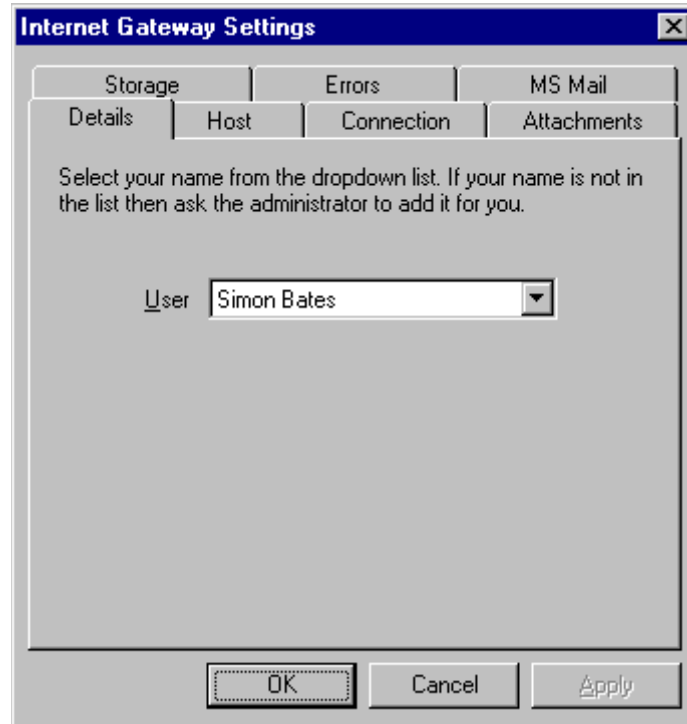 Internet Gateway Settings
Storage Errors MS Mail
Details Host Connection Attachments
Select your name from the dropdown list. If your name is not in
the list then ask the administrator to add it for you.
User Simon Bates
OK Cancel Apply